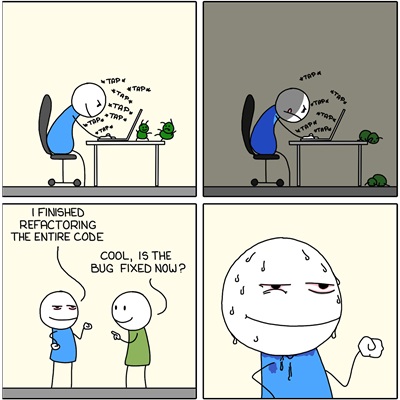 *TAP*
*TAP*
*TAP*
*TAP*
*TAP*
*TAP*
*TAP*
*TAP*
*TAP*
*TAP*
*TAP*
*TAP*
*TAP*
I FINISHED
REFACTORING
THE ENTIRE CODE
COOL, IS THE
BUG FIXED NOW?